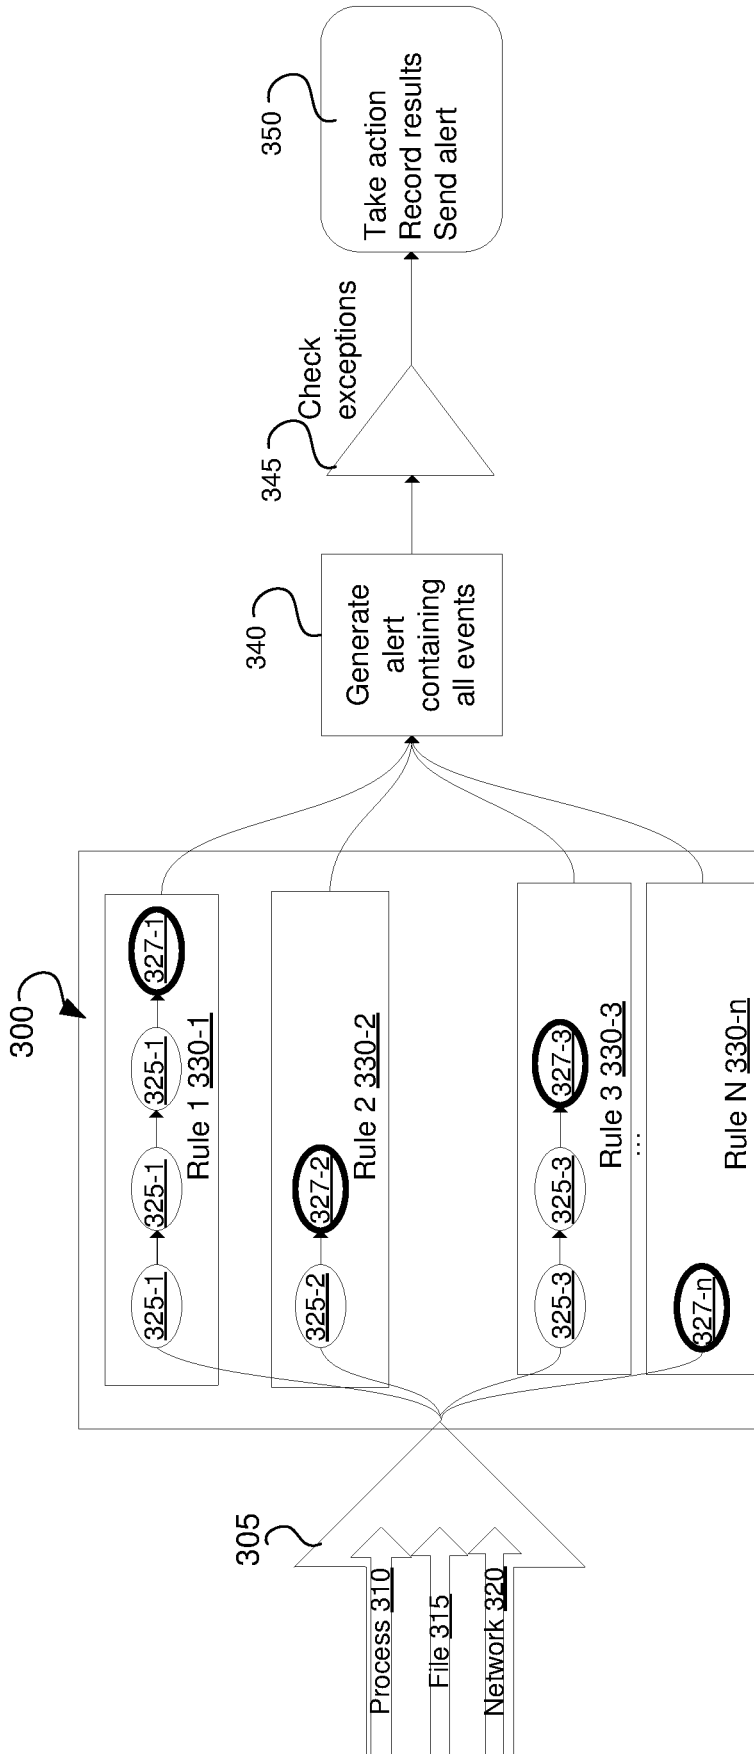 300
305
Process 310
File 315
Network 320
325-1
325-1
325-1
327-1
Rule 1 330-1
325-2
327-2
Rule 2 330-2
325-3
325-3
327-3
Rule 3 330-3
...
327-n
Rule N 330-n
340
Generate
alert
containing
all events
345
Check
exceptions
350
Take action
Record results
Send alert